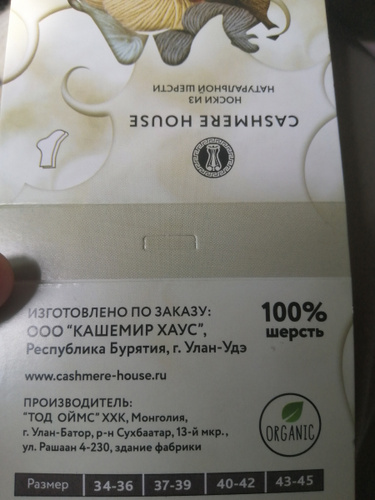 CASHMERE HOUSE
НОСКИ ИЗ
НАТУРАЛЬНОЙ ШЕРСТИ
ИЗГОТОВЛЕНО ПО ЗАКАЗУ:
ООО "КАШЕМИР ХАУС",
Республика Бурятия, г. Улан-Удэ
www.cashmere-house.ru
100%
шерсть
ПРОИЗВОДИТЕЛЬ:
"ТОД ОЙМС" ХХК, Монголия,
г. Улан-Батор, р-н Сухбаатар, 13-й мкр.,
ул. Рашаан 4-230, здание фабрики
ORGANIC
Размер 34-36 37-39 40-42 43-45